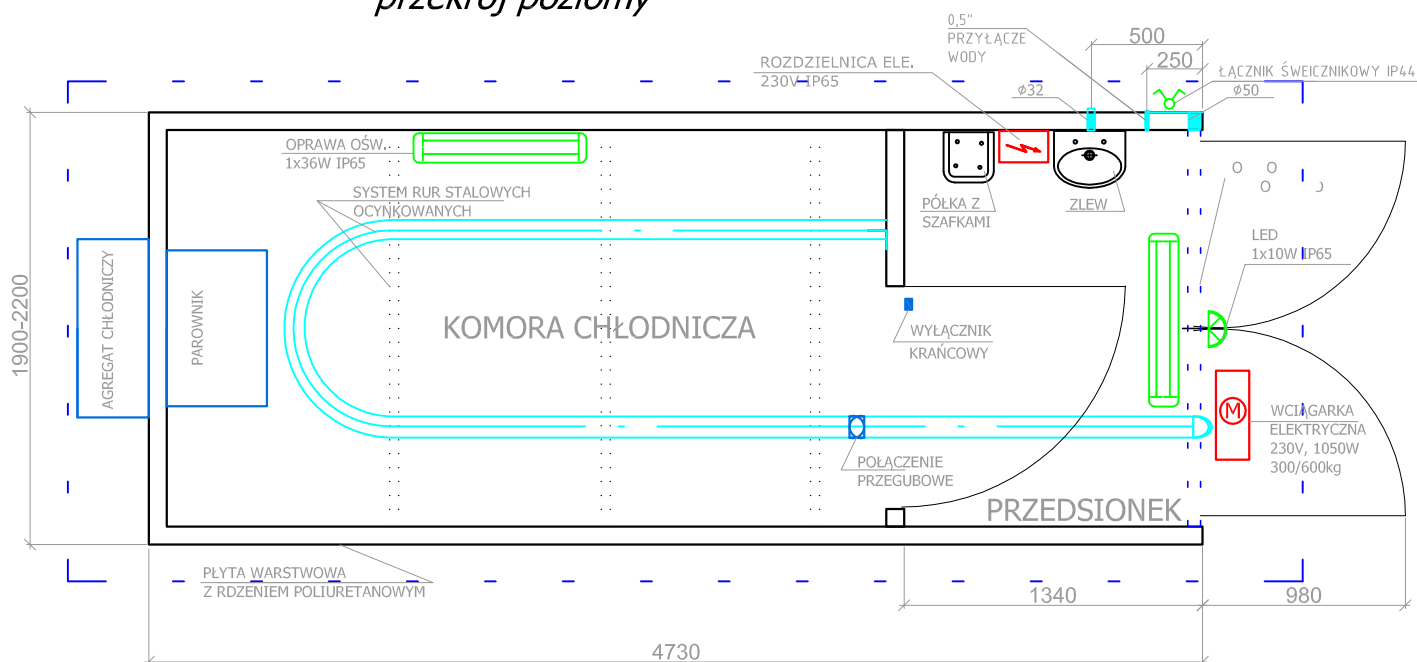 przekrój poziomy
0,5"
PRZYŁĄCZE
WODY
500
250
ROZDZIELNICA ELE.
230V IP65
ŁĄCZNIK ŚWEICZNIKOWY IP44
ø32
ø50
OPRAWA OŚW.
1x36W IP65
SYSTEM RUR STALOWYCH
OCYNKOWANYCH
PÓŁKA Z
SZAFKAMI
ZLEW
LED
1x10W IP65
1900-2200
AGREGAT CHŁODNICZY
PAROWNIK
KOMORA CHŁODNICZA
WYŁĄCZNIK
KRAŃCOWY
M
WCIĄGARKA
ELEKTRYCZNA
230V, 1050W
300/600kg
POŁĄCZENIE
PRZEGUBOWE
PRZEDSIONEK
PŁYTA WARSTWOWA
Z RDZENIEM POLIURETANOWYM
1340
980
4730